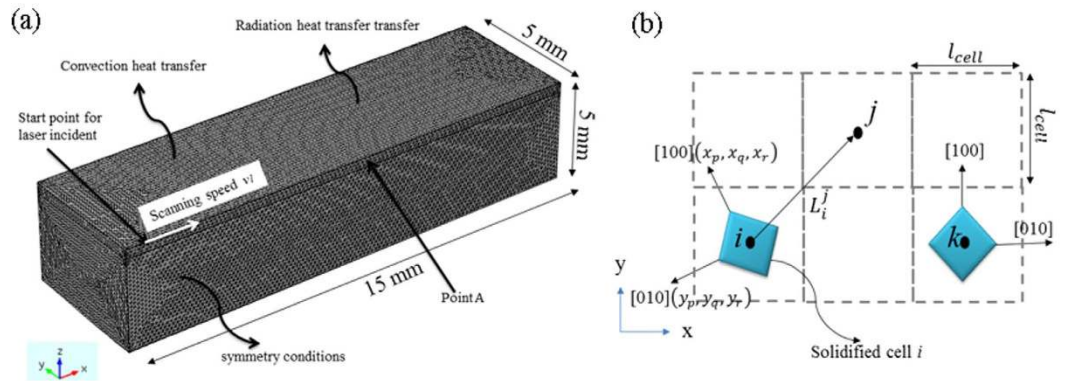 (a)
Radiation heat transfer transfer
5 mm
Convection heat transfer
Start point for
laser incident
Scanning speed vl
5 mm
15 mm
Point A
symmetry conditions
z
y
x
(b)
l_cell
l_cell
j
[100](x_p, x_q, x_r)
[100]
L_i^j
i
k
[010]
[010](y_p, y_q, y_r)
y
x
Solidified cell i